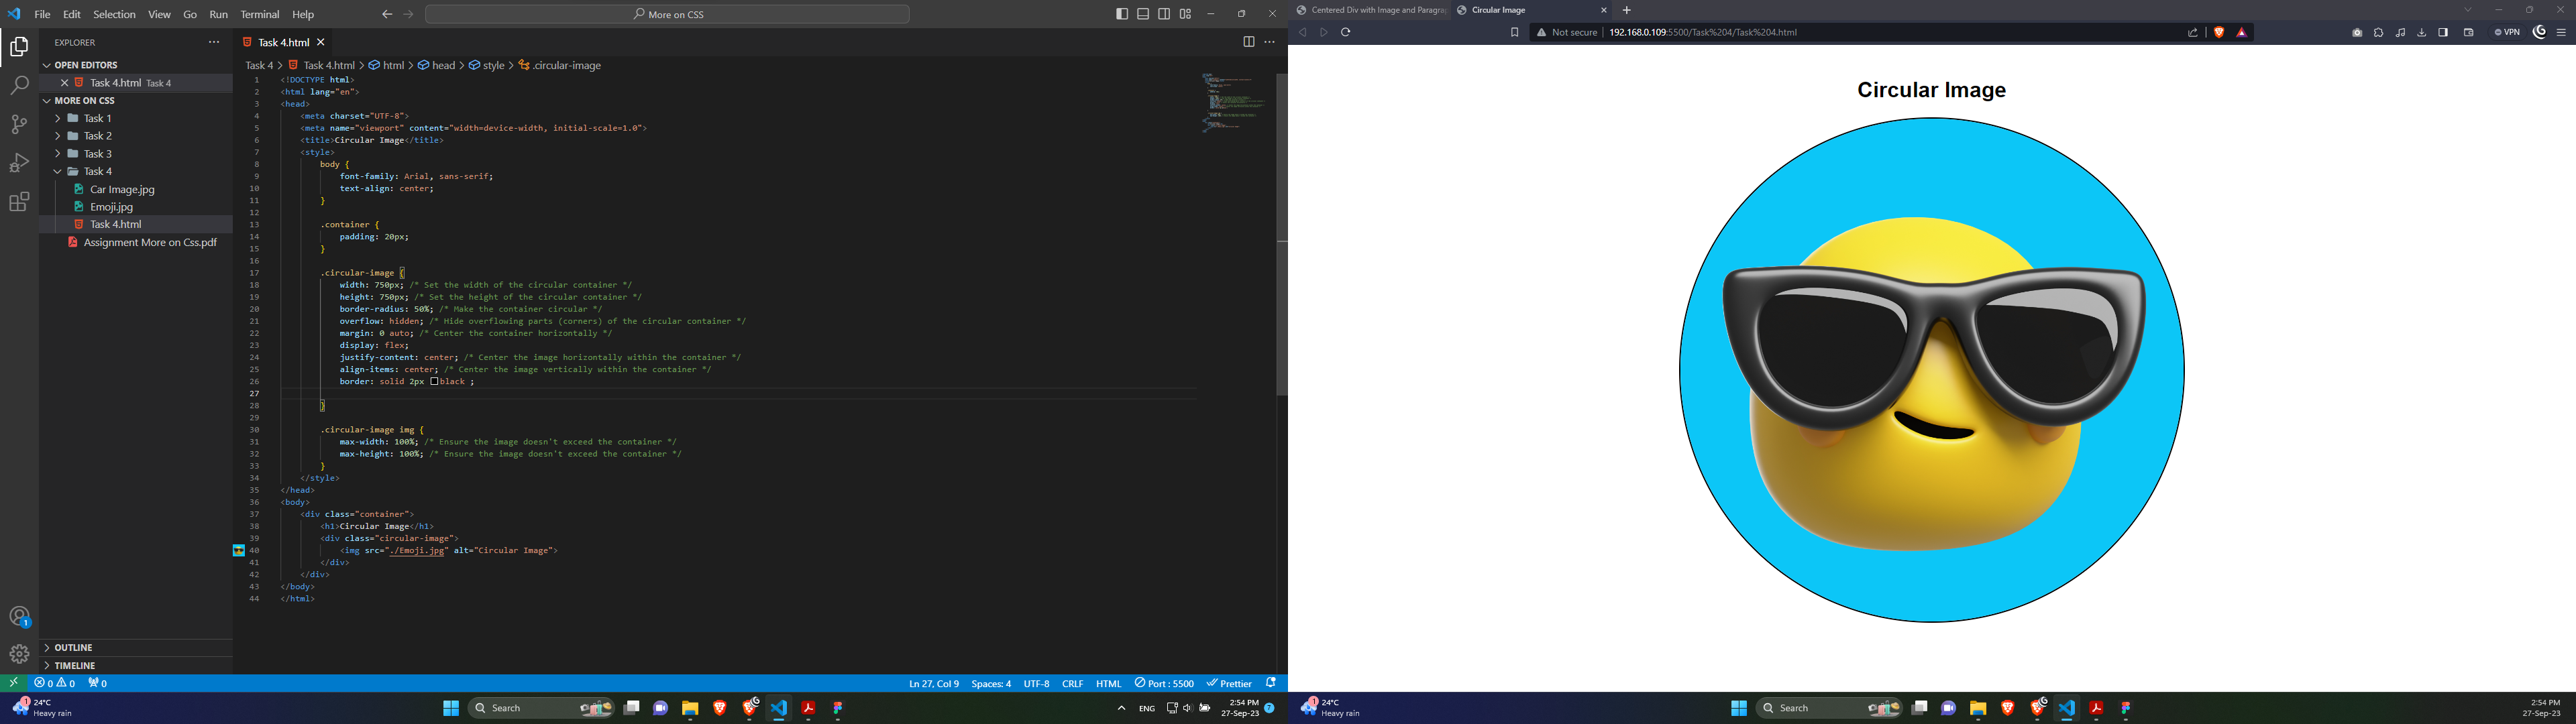 File Edit Selection View Go Run Terminal Help
More on CSS
EXPLORER
OPEN EDITORS
Task 4.html Task 4
MORE ON CSS
Task 1
Task 2
Task 3
Task 4
Car Image.jpg
Emoji.jpg
Task 4.html
Assignment More on Css.pdf
OUTLINE
TIMELINE
Task 4.html
Task 4 > Task 4.html > html > head > style > .circular-image
1 <!DOCTYPE html>
2 <html lang="en">
3 <head>
4 <meta charset="UTF-8">
5 <meta name="viewport" content="width=device-width, initial-scale=1.0">
6 <title>Circular Image</title>
7 <style>
8 body {
9 font-family: Arial, sans-serif;
10 text-align: center;
11 }
12
13 .container {
14 padding: 20px;
15 }
16
17 .circular-image {
18 width: 750px; /* Set the width of the circular container */
19 height: 750px; /* Set the height of the circular container */
20 border-radius: 50%; /* Make the container circular */
21 overflow: hidden; /* Hide overflowing parts (corners) of the circular container */
22 margin: 0 auto; /* Center the container horizontally */
23 display: flex;
24 justify-content: center; /* Center the image horizontally within the container */
25 align-items: center; /* Center the image vertically within the container */
26 border: solid 2px black ;
27
28 }
29
30 .circular-image img {
31 max-width: 100%; /* Ensure the image doesn't exceed the container */
32 max-height: 100%; /* Ensure the image doesn't exceed the container */
33 }
34 </style>
35 </head>
36 <body>
37 <div class="container">
38 <h1>Circular Image</h1>
39 <div class="circular-image">
40 <img src="./Emoji.jpg" alt="Circular Image">
41 </div>
42 </div>
43 </body>
44 </html>
0 0 0
Ln 27, Col 9 Spaces: 4 UTF-8 CRLF HTML Port : 5500 Prettier
24°C
Heavy rain
Search
ENG
2:54 PM
27-Sep-23
Centered Div with Image and Paragrap
Circular Image
Not secure 192.168.0.109:5500/Task%204/Task%204.html
VPN
Circular Image
24°C
Heavy rain
Search
2:54 PM
27-Sep-23